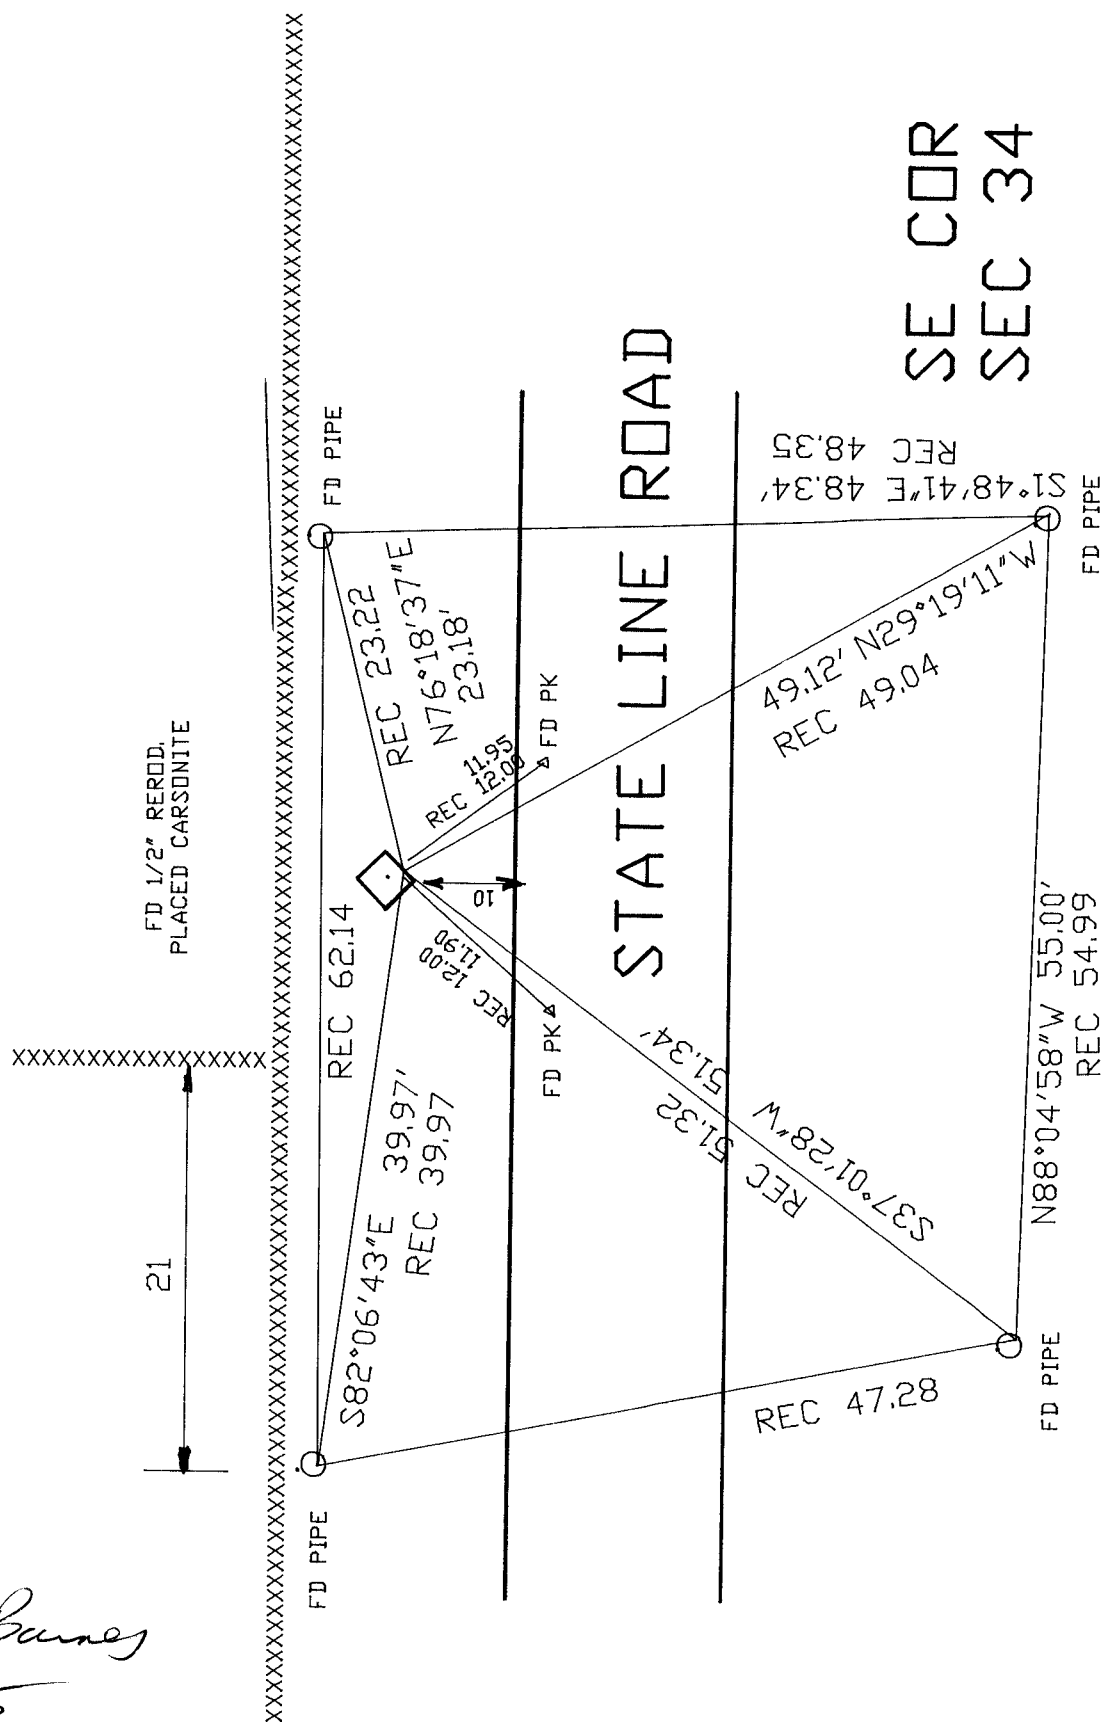 FD 1/2" REROD.
PLACED CARSONITE
21
FD PIPE
FD PIPE
REC 62.14
REC 23.22
N76°18'37"E
23.18'
S82°06'43"E 39.97'
REC 39.97
11.95
REC 12.00
FD PK
REC 12.00
11.90
FD PK
10
STATE LINE ROAD
S1°48'41"E 48.34'
REC 48.35
49.12' N29°19'11"W
REC 49.04
51.34'
REC 51.32
S37°01'28"W
REC 47.28
N88°04'58"W 55.00'
REC 54.99
FD PIPE
FD PIPE
SE COR
SEC 34
Barnes